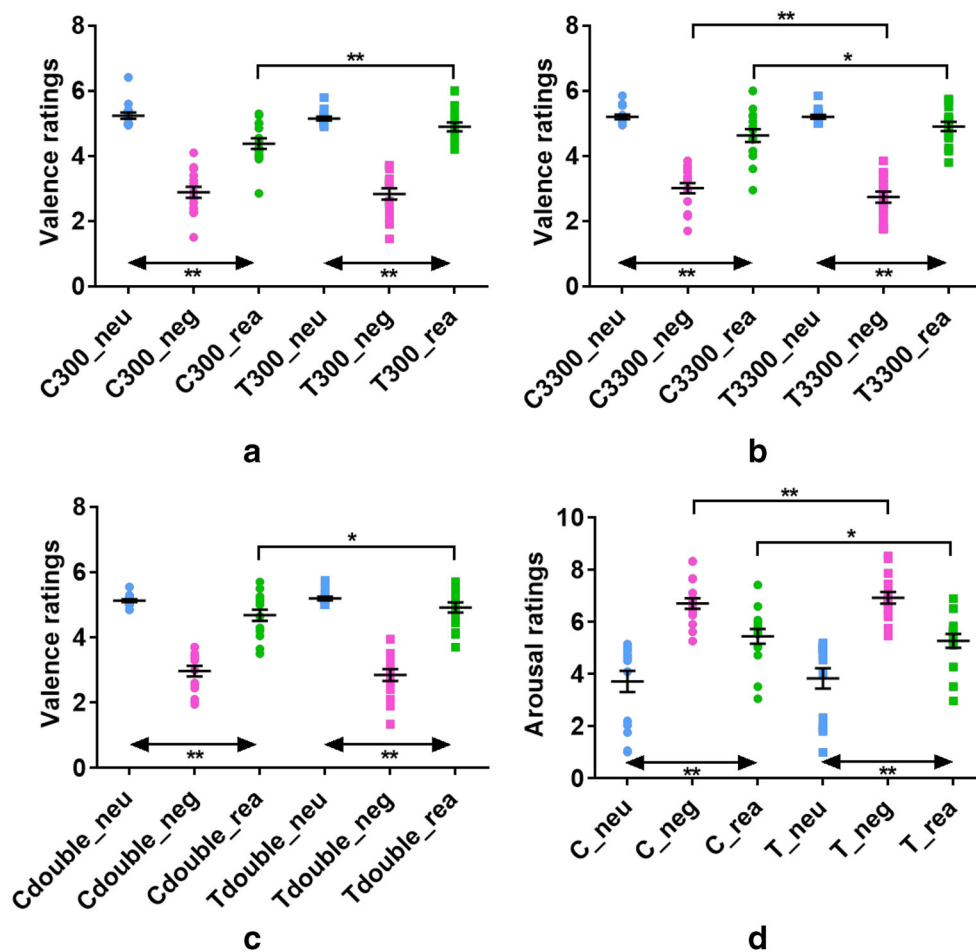 8
6
4
2
0
Valence ratings
**
**
**
C300_neu
C300_neg
C300_rea
T300_neu
T300_neg
T300_rea
a
8
6
4
2
0
Valence ratings
**
*
**
**
C3300_neu
C3300_neg
C3300_rea
T3300_neu
T3300_neg
T3300_rea
b
8
6
4
2
0
Valence ratings
*
**
**
Cdouble_neu
Cdouble_neg
Cdouble_rea
Tdouble_neu
Tdouble_neg
Tdouble_rea
c
10
8
6
4
2
0
Arousal ratings
**
*
**
**
C_neu
C_neg
C_rea
T_neu
T_neg
T_rea
d